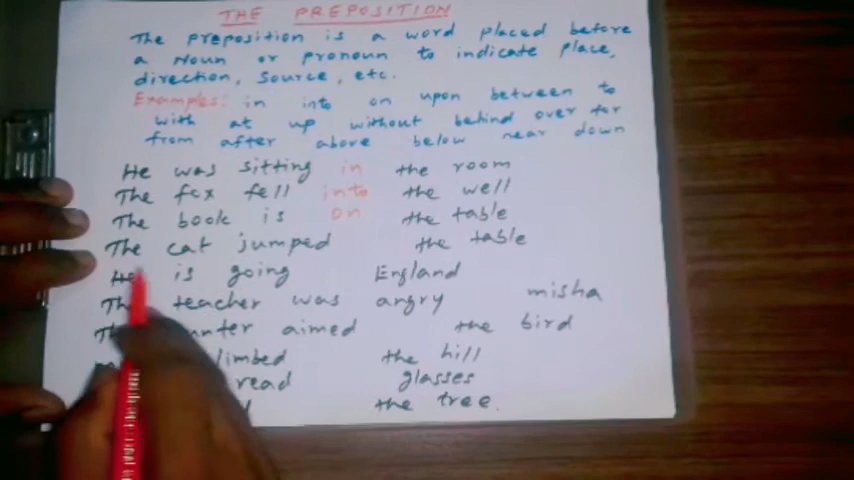 THE PREPOSITION
The preposition is a word placed before
a Noun or pronoun to indicate place,
direction, source, etc.
Examples: in into on upon between to
with at up without behind over for
from after above below near down
He was sitting in the room
The fox fell into the well
The book is on the table
The cat jumped the table
He is going England
The teacher was angry misha
aimed the bird
the hill
read glasses
the tree.